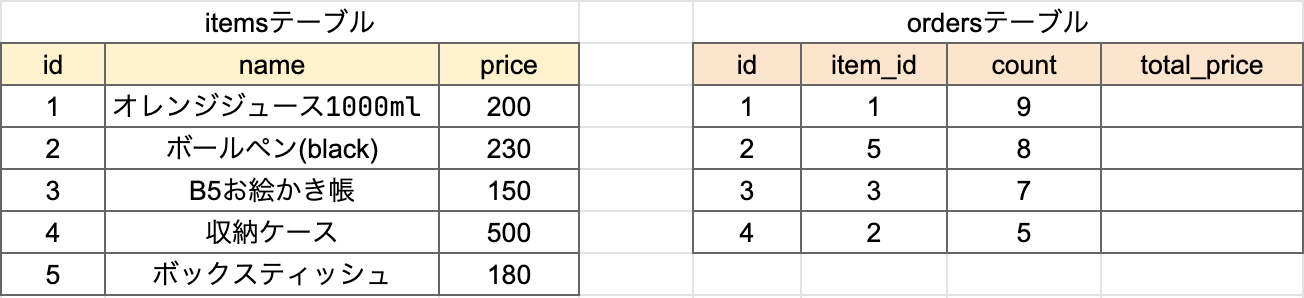 itemsテーブル ordersテーブル
id name price id item_id count total_price
1 オレンジジュース1000ml 200 1 1 9
2 ボールペン(black) 230 2 5 8
3 B5お絵かき帳 150 3 3 7
4 収納ケース 500 4 2 5
5 ボックスティッシュ 180